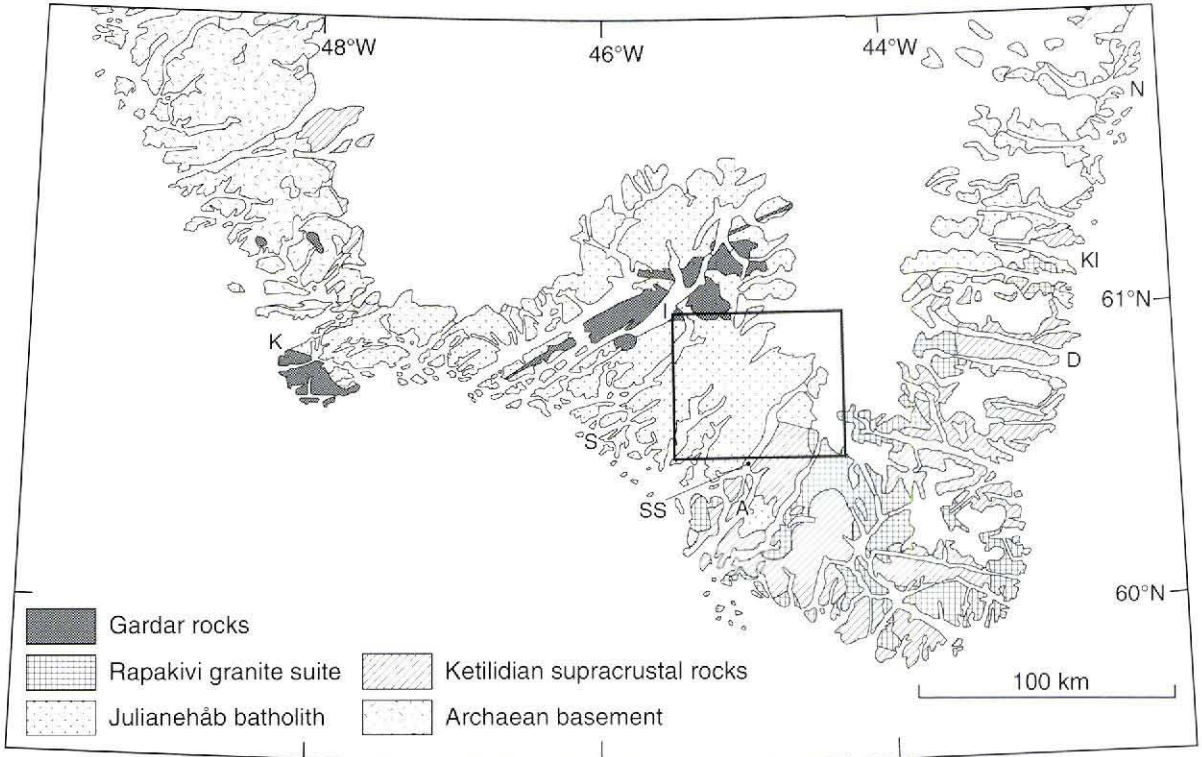 48°W
46°W
44°W
N
KI
61°N
I
K
D
S
SS
A
60°N
Gardar rocks
Rapakivi granite suite
Ketilidian supracrustal rocks
Julianehåb batholith
Archaean basement
100 km